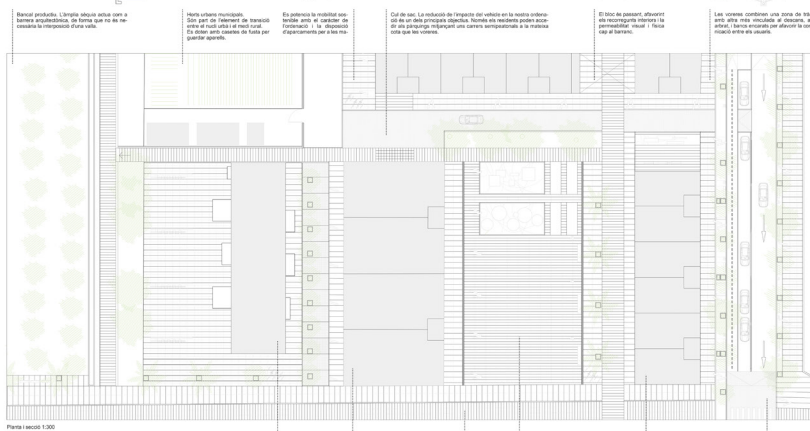 Bancal productiu. L'àmplia sèquia actua com a
barrera arquitectònica, de forma que no és ne-
cessària la interposició d'una valla.
Horts urbans municipals.
Són part de l'element de transició
entre el nucli urbà i el medi rural.
Es doten amb casetes de fusta per
guardar aparells.
Es potencia la mobilitat sos-
tenible amb el caràcter de
l'ordenació i la disposició
d'aparcaments per a les ma-
Cul de sac. La reducció de l'impacte del vehicle en la nostra ordena-
ció és un dels principals objectius. Només els residents poden acce-
dir als pàrquings mitjançant uns carrers semipeatonals a la mateixa
cota que les voreres.
El bloc és passant, afavorint
els recorreguts interiors i la
permeabilitat visual i física
cap al barranc.
Les voreres combinen una zona de
amb altra més vinculada al descans,
arbrat, i bancs encarats per afavorir la
nicació entre els usuaris.
Planta i secció 1:300